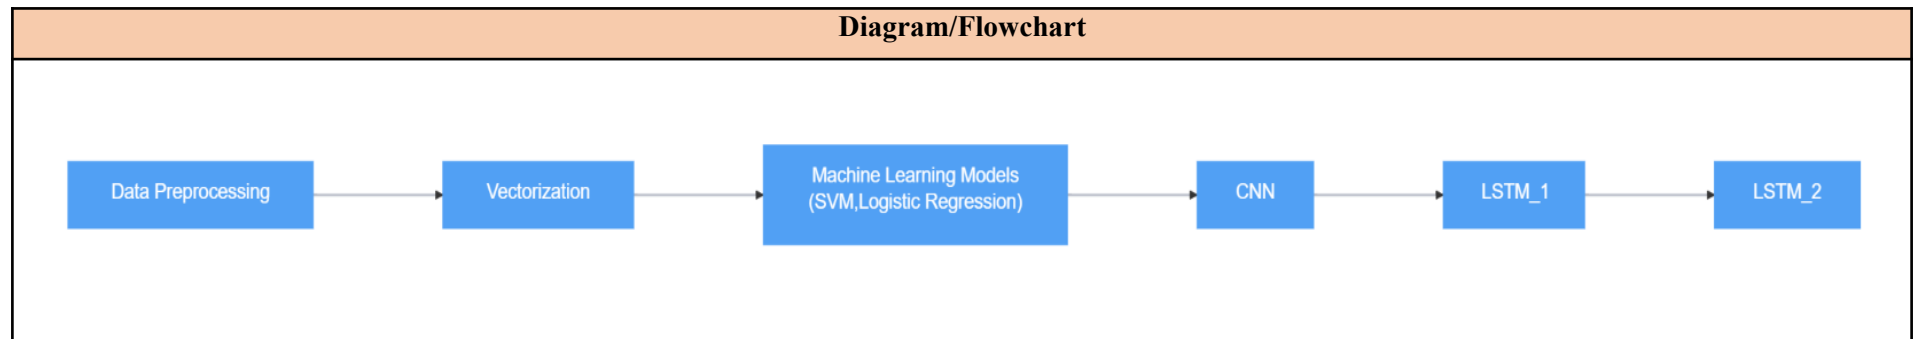 Diagram/Flowchart
Data Preprocessing
Vectorization
Machine Learning Models
(SVM,Logistic Regression)
CNN
LSTM_1
LSTM_2